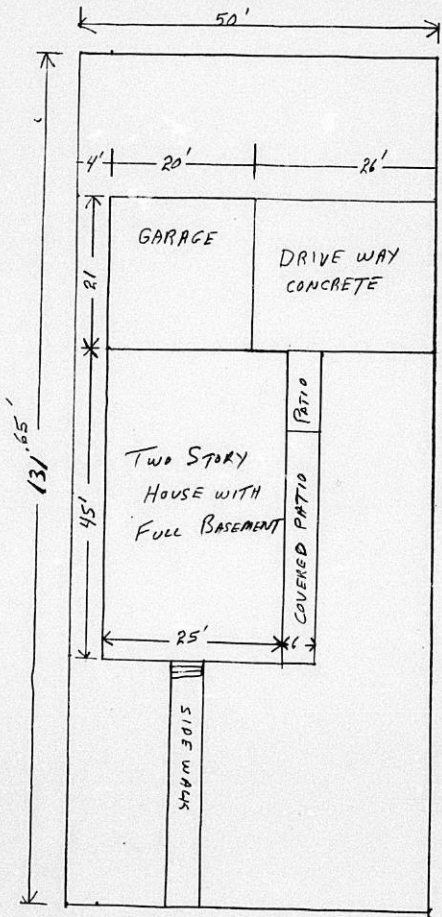 50'
4' 20' 26'
GARAGE
DRIVE WAY
CONCRETE
21
131.65'
PATIO
TWO STORY
HOUSE WITH
FULL BASEMENT
45'
COVERED PATIO
25' 6
SIDE WALK